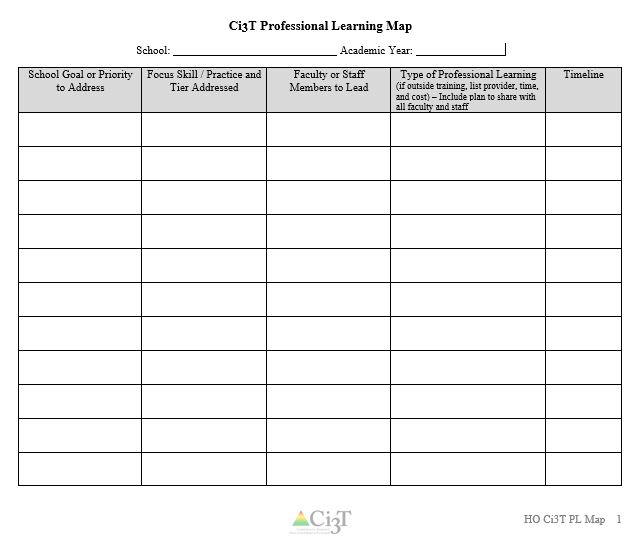 Ci3T Professional Learning Map
School: ____________________________ Academic Year: _______________
School Goal or Priority
to Address
Focus Skill / Practice and
Tier Addressed
Faculty or Staff
Members to Lead
Type of Professional Learning
(if outside training, list provider, time,
and cost) – Include plan to share with
all faculty and staff
Timeline
Ci3T
HO Ci3T PL Map 1